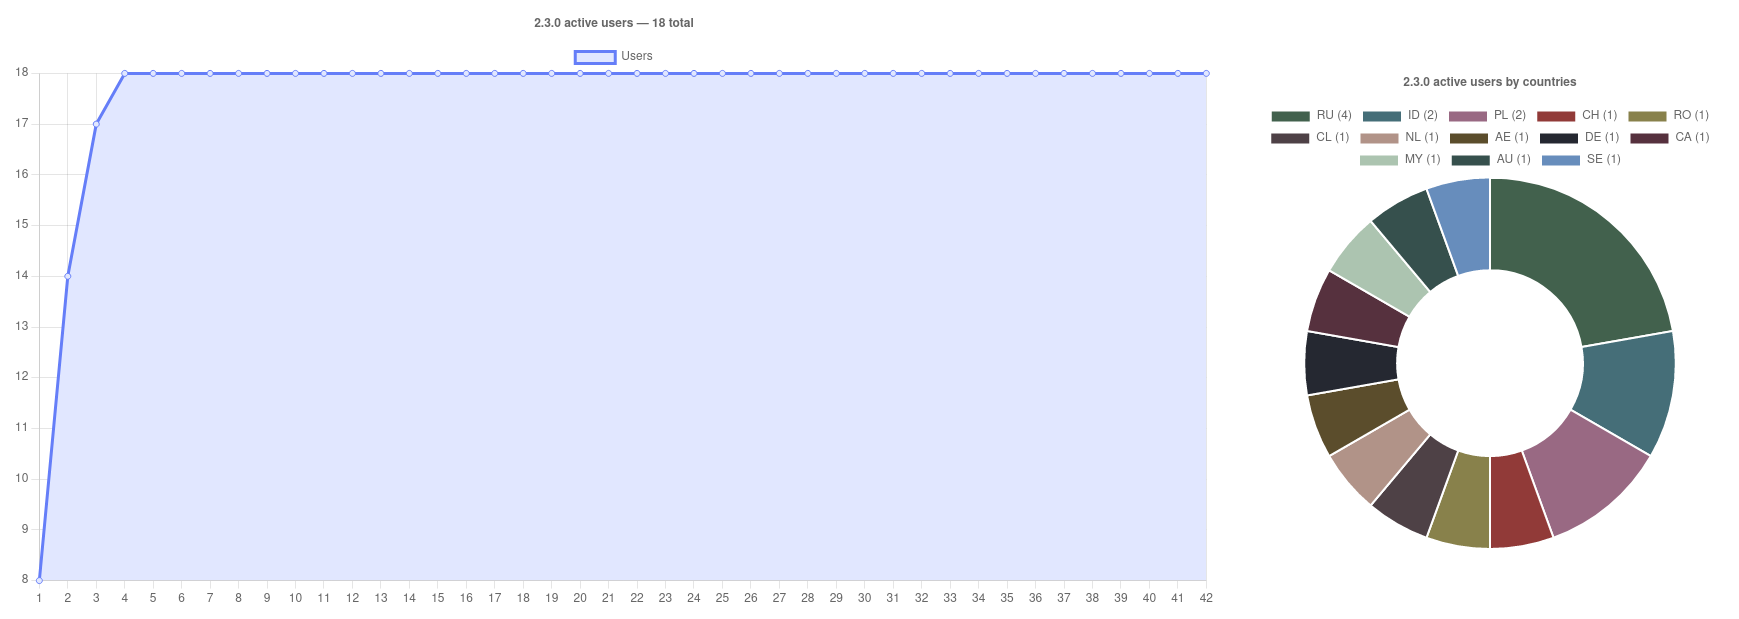 2.3.0 active users — 18 total
Users
18
17
16
15
14
13
12
11
10
9
8
1 2 3 4 5 6 7 8 9 10 11 12 13 14 15 16 17 18 19 20 21 22 23 24 25 26 27 28 29 30 31 32 33 34 35 36 37 38 39 40 41 42
2.3.0 active users by countries
RU (4) ID (2) PL (2) CH (1) RO (1)
CL (1) NL (1) AE (1) DE (1) CA (1)
MY (1) AU (1) SE (1)